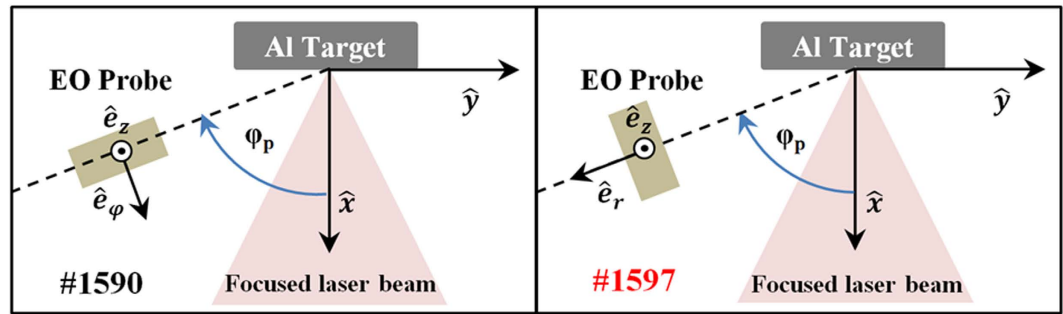 Al Target
EO Probe
ŷ
ê_z
φ_p
ê_φ
x̂
#1590
Focused laser beam
Al Target
EO Probe
ŷ
ê_z
φ_p
ê_r
x̂
#1597
Focused laser beam